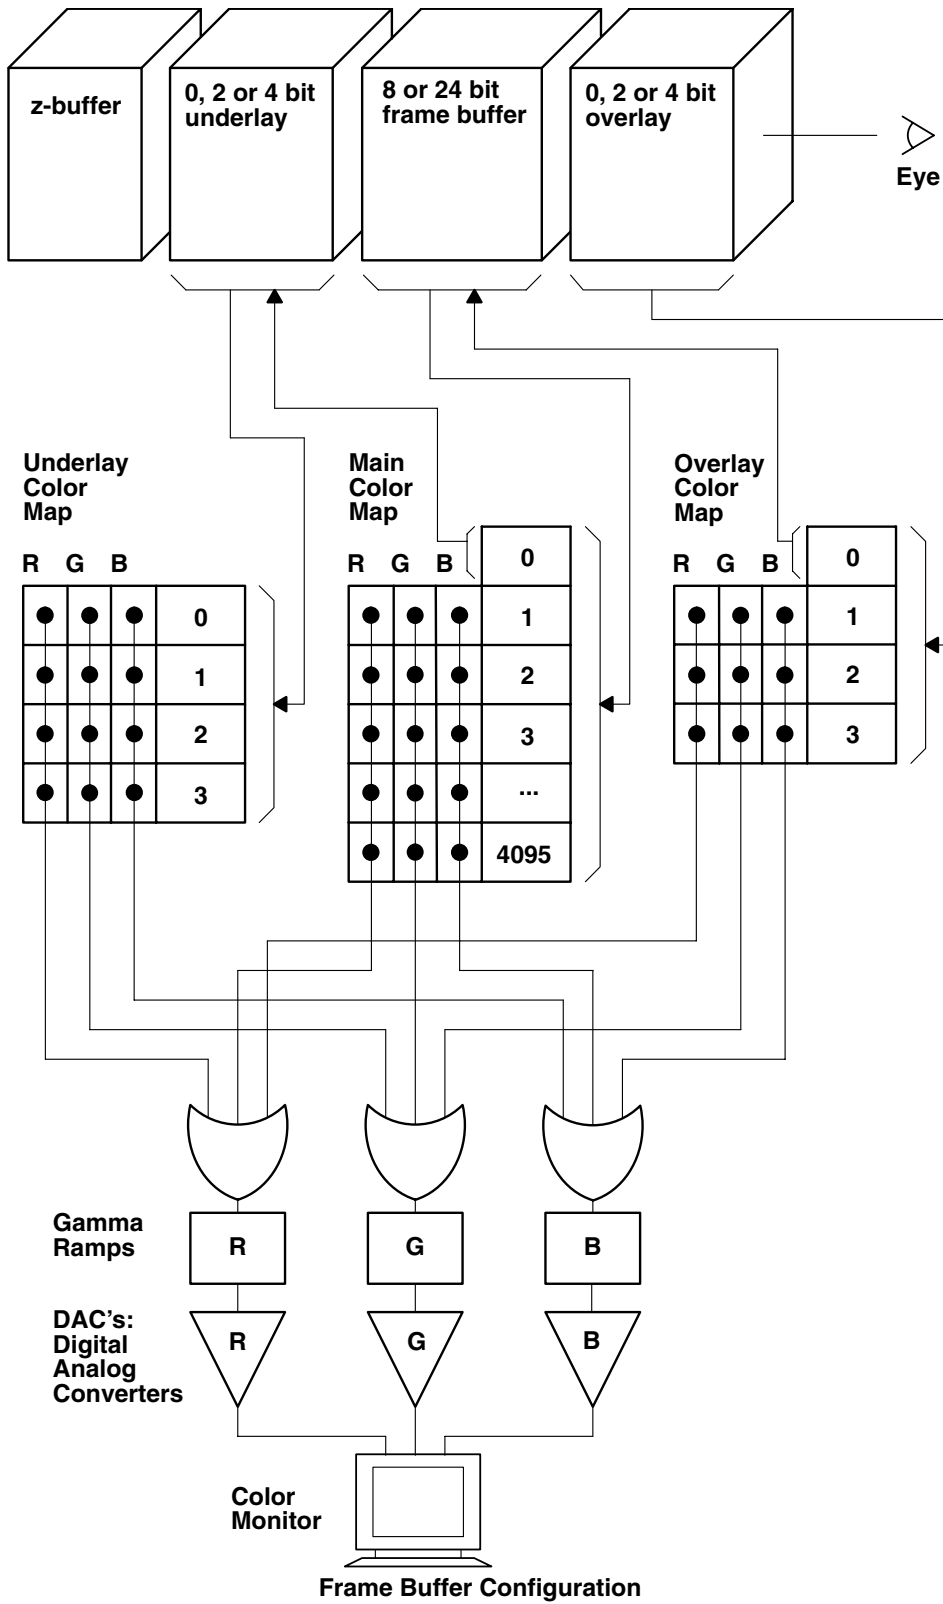 z-buffer
0, 2 or 4 bit
underlay
8 or 24 bit
frame buffer
0, 2 or 4 bit
overlay
Eye
Underlay
Color
Map
R G B
0
1
2
3
Main
Color
Map
R G B
0
1
2
3
...
4095
Overlay
Color
Map
R G B
0
1
2
3
Gamma
Ramps
R G B
DAC's:
Digital
Analog
Converters
R G B
Color
Monitor
Frame Buffer Configuration